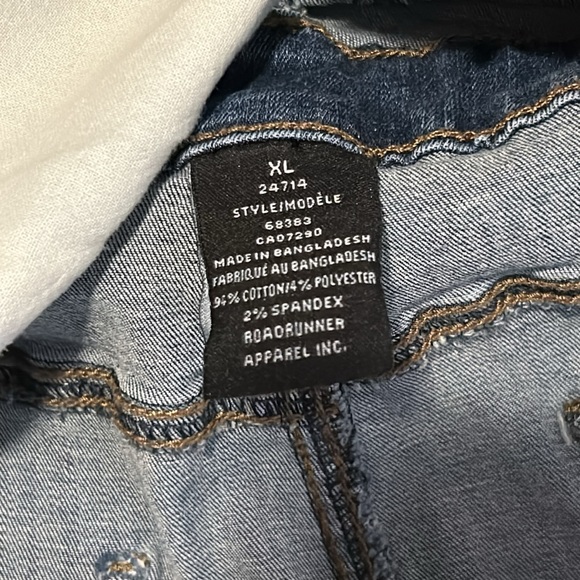 XL
24714
STYLE/MODÈLE
68383
CA07290
MADE IN BANGLADESH
FABRIQUÉ AU BANGLADESH
94% COTTON/4% POLYESTER
2% SPANDEX
ROADRUNNER
APPAREL INC.